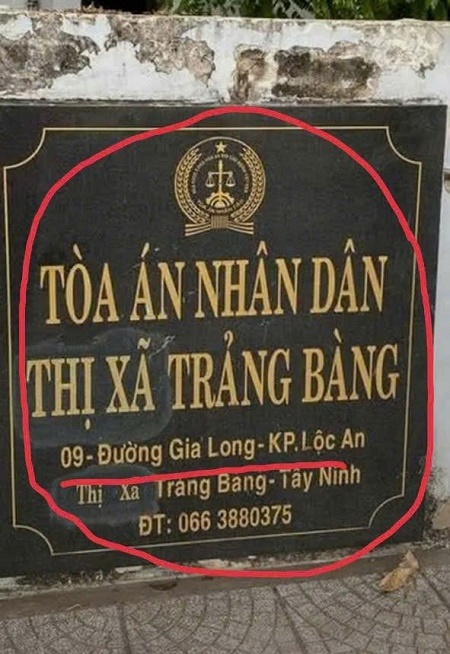 TÒA ÁN NHÂN DÂN
THỊ XÃ TRẢNG BÀNG
09-Đường Gia Long-KP.Lộc An
Thị Xã Trảng Bàng-Tây Ninh
ĐT: 066 3880375